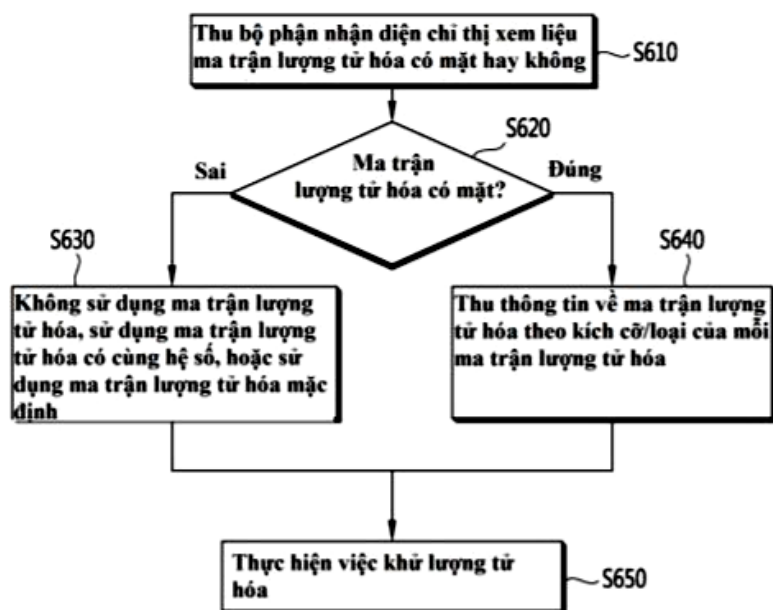 Thu bộ phận nhận diện chỉ thị xem liệu
ma trận lượng tử hóa có mặt hay không
S610
S620
Ma trận
lượng tử hóa có mặt?
Sai
Đúng
S630
Không sử dụng ma trận lượng
tử hóa, sử dụng ma trận lượng
tử hóa có cùng hệ số, hoặc sử
dụng ma trận lượng tử hóa mặc
định
S640
Thu thông tin về ma trận lượng
tử hóa theo kích cỡ/loại của mỗi
ma trận lượng tử hóa
Thực hiện việc khử lượng tử
hóa
S650